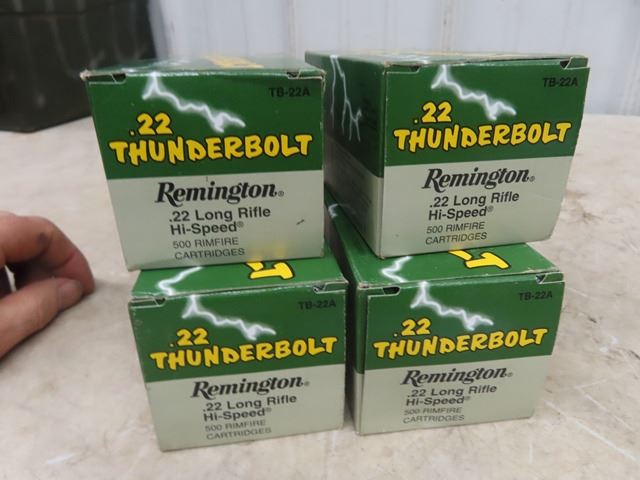 TB-22A
.22
THUNDERBOLT
Remington®
.22 Long Rifle
Hi-Speed®
500 RIMFIRE
CARTRIDGES
TB-22A
.22
THUNDERBOLT
Remington®
.22 Long Rifle
Hi-Speed®
500 RIMFIRE
CARTRIDGES
TB-22A
.22
THUNDERBOLT
Remington®
.22 Long Rifle
Hi-Speed®
500 RIMFIRE
CARTRIDGES
TB-22A
.22
THUNDERBOLT
Remington®
.22 Long Rifle
Hi-Speed®
500 RIMFIRE
CARTRIDGES